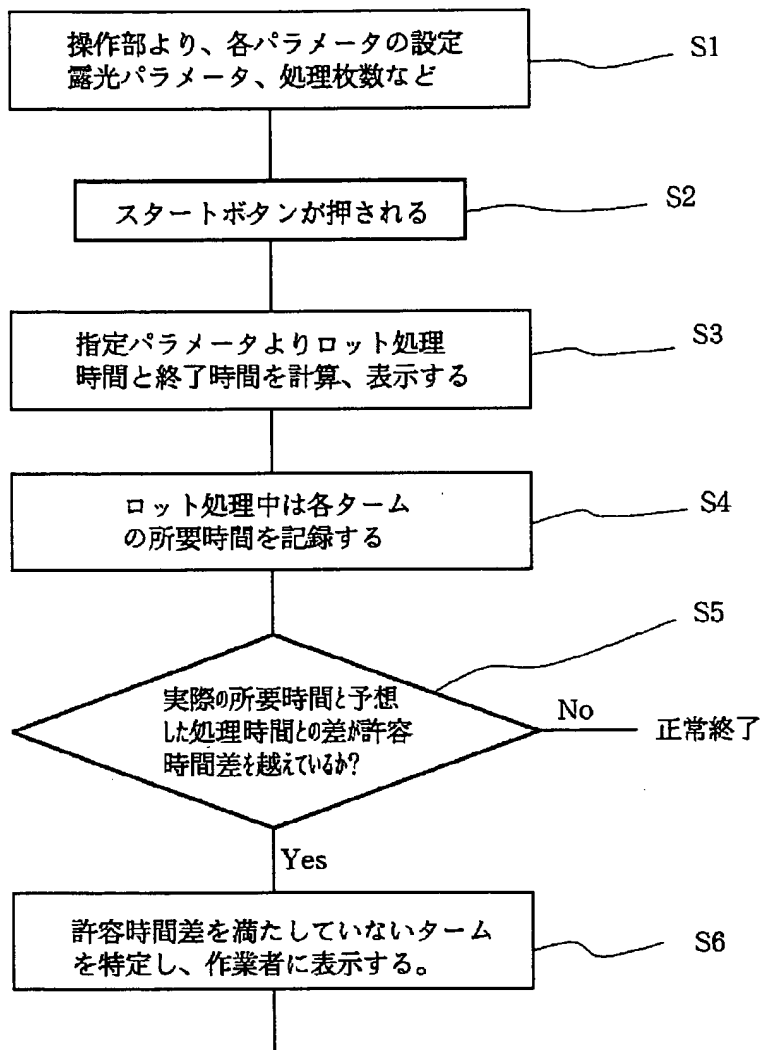 操作部より、各パラメータの設定
露光パラメータ、処理枚数など
S1
スタートボタンが押される
S2
指定パラメータよりロット処理
時間と終了時間を計算、表示する
S3
ロット処理中は各ターム
の所要時間を記録する
S4
S5
実際の所要時間と予想
した処理時間との差が許容
時間差を越えているか?
No
正常終了
Yes
許容時間差を満たしていないターム
を特定し、作業者に表示する。
S6